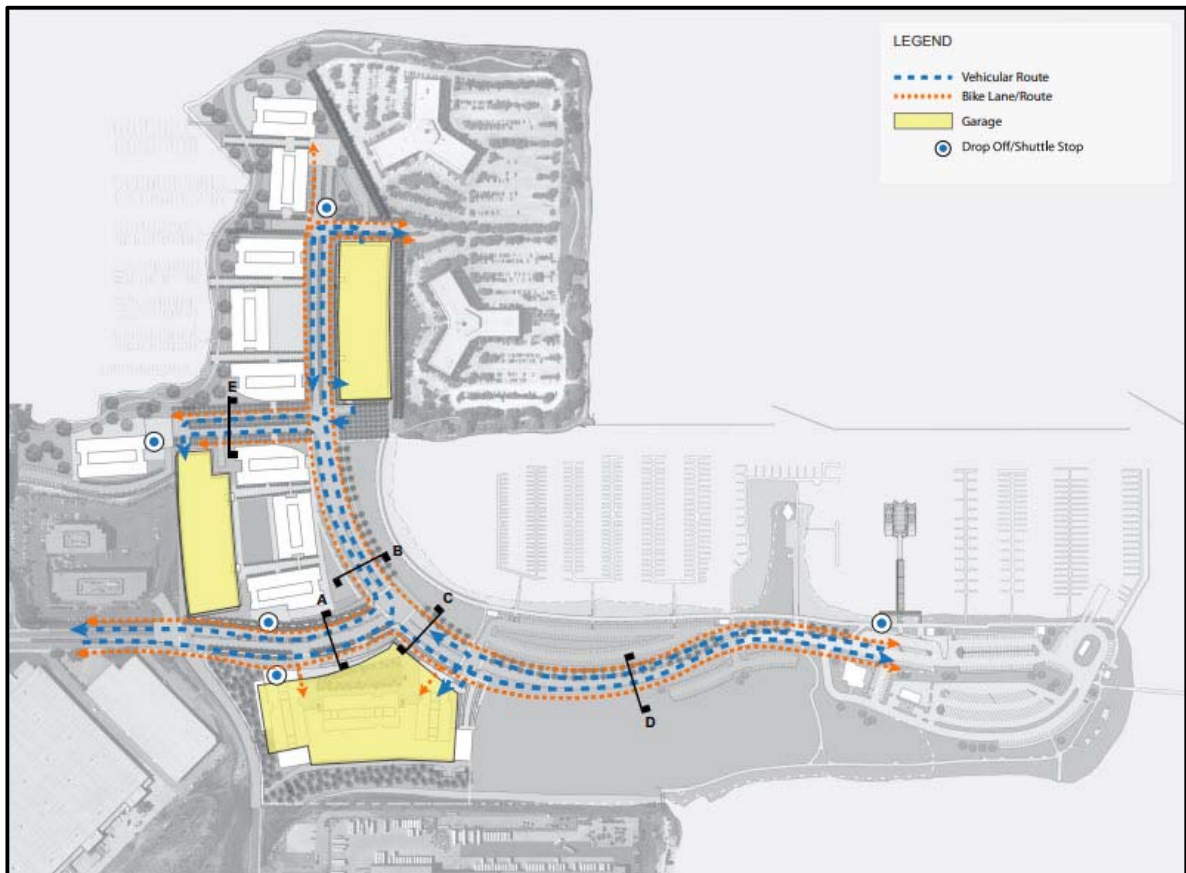 LEGEND
Vehicular Route
Bike Lane/Route
Garage
Drop Off/Shuttle Stop
E
B
A
C
D